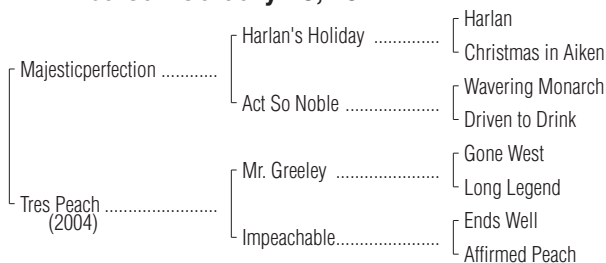 Harlan
Harlan's Holiday ..............
Christmas in Aiken
Majesticperfection ...........
Wavering Monarch
Act So Noble .....................
Driven to Drink
Gone West
Mr. Greeley ......................
Long Legend
Tres Peach ......................
(2004)
Ends Well
Impeachable.....................
Affirmed Peach